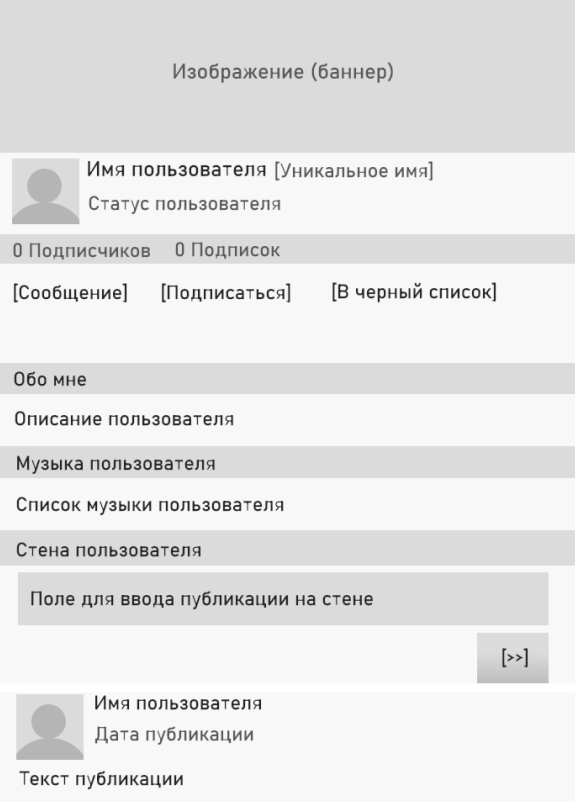 Изображение (баннер)
Имя пользователя [Уникальное имя]
Статус пользователя
0 Подписчиков 0 Подписок
[Сообщение] [Подписаться] [В черный список]
Обо мне
Описание пользователя
Музыка пользователя
Список музыки пользователя
Стена пользователя
Поле для ввода публикации на стене
[>>]
Имя пользователя
Дата публикации
Текст публикации